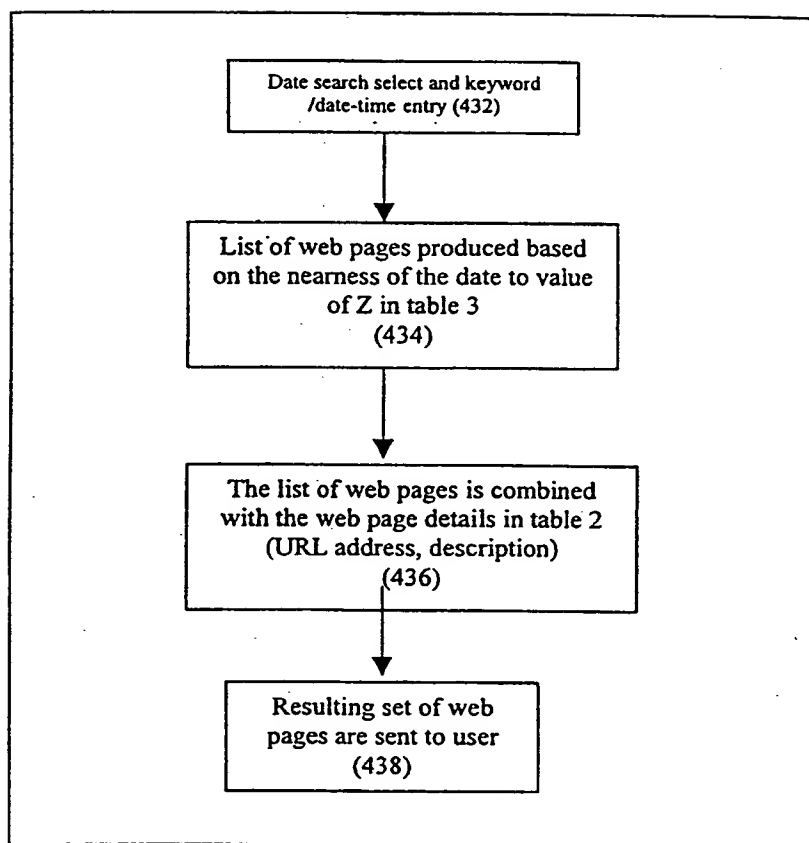 Date search select and keyword
/date-time entry (432)
List of web pages produced based
on the nearness of the date to value
of Z in table 3
(434)
The list of web pages is combined
with the web page details in table 2
(URL address, description)
(436)
Resulting set of web
pages are sent to user
(438)